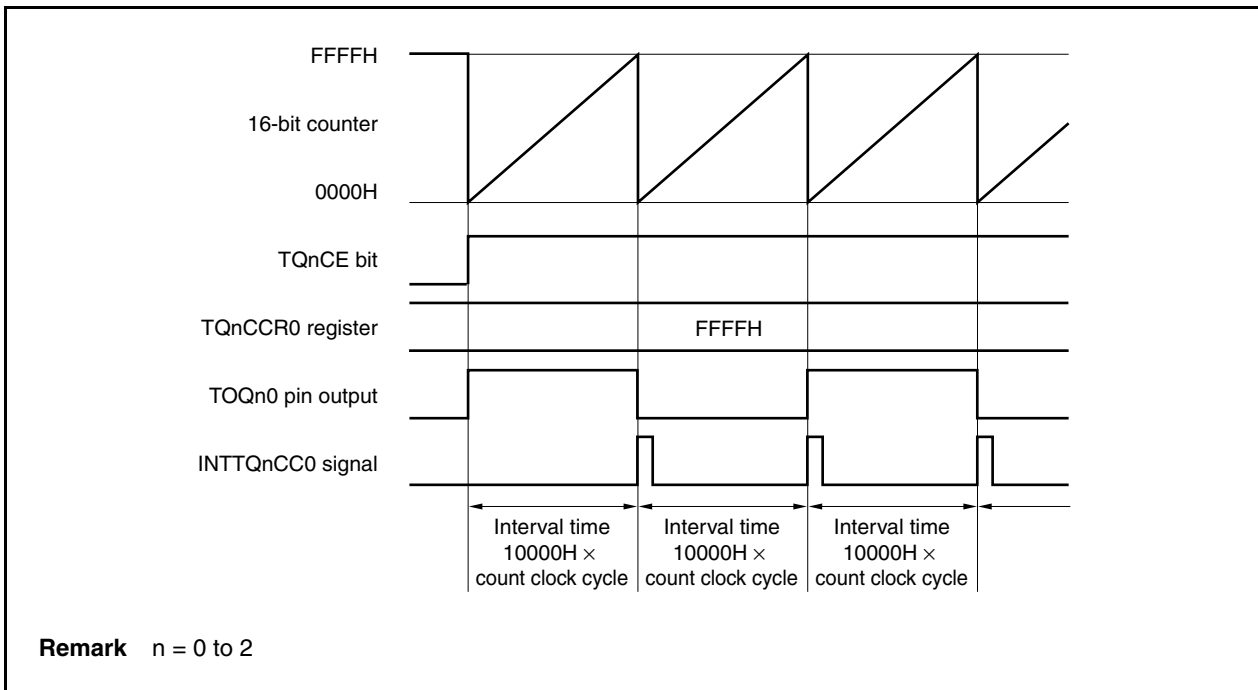 FFFFH
16-bit counter
0000H
TQnCE bit
TQnCCR0 register
FFFFH
TOQn0 pin output
INTTQnCC0 signal
Interval time
10000H ×
count clock cycle
Interval time
10000H ×
count clock cycle
Interval time
10000H ×
count clock cycle
Remark n = 0 to 2